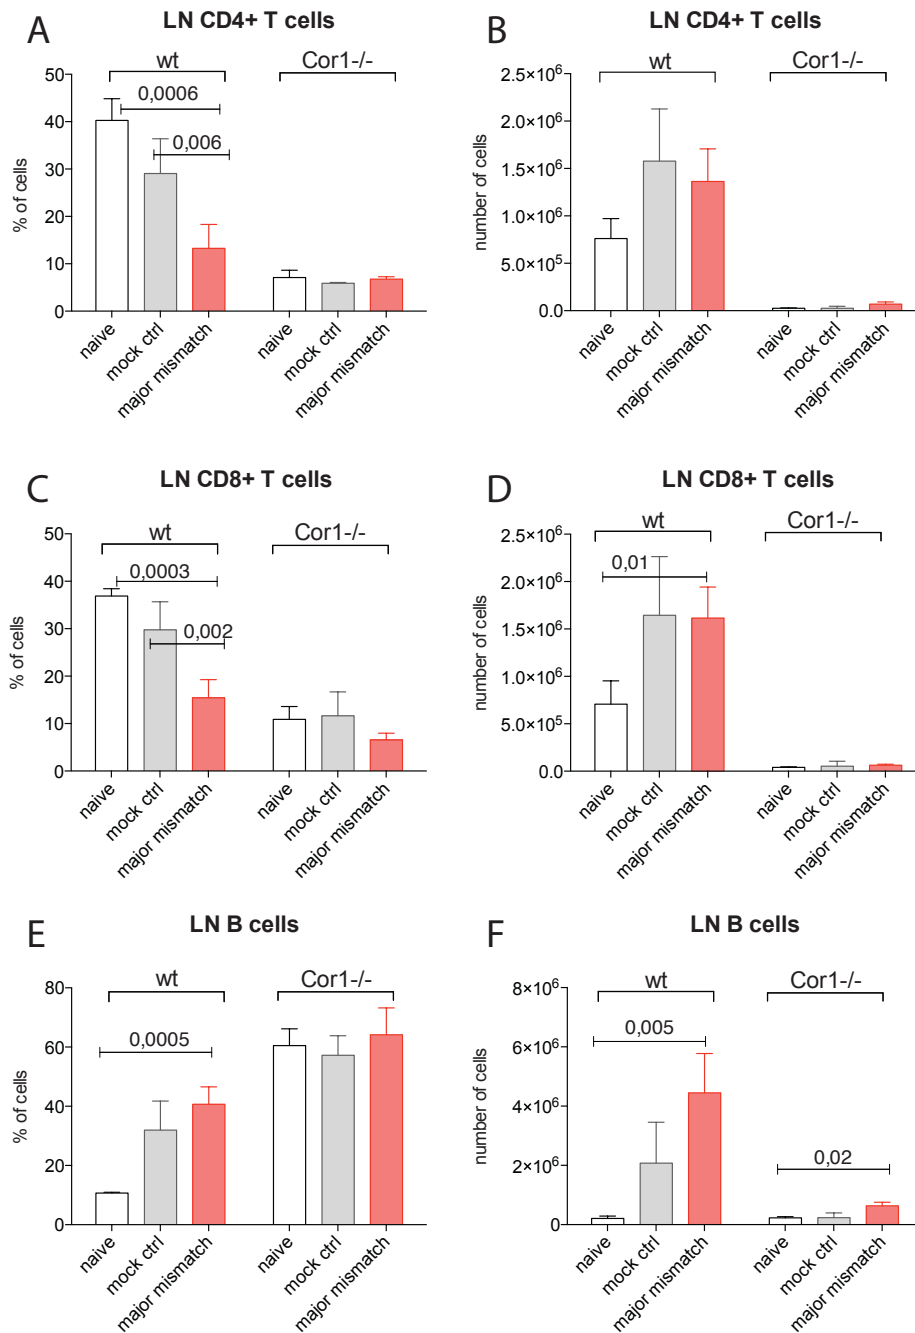 A
LN CD4+ T cells
wt
Cor1-/-
0,0006
0,006
% of cells
50
40
30
20
10
0
naive
mock ctrl
major mismatch
naive
mock ctrl
major mismatch
B
LN CD4+ T cells
wt
Cor1-/-
number of cells
2.5×10⁶
2.0×10⁶
1.5×10⁶
1.0×10⁶
5.0×10⁵
0.0
naive
mock ctrl
major mismatch
naive
mock ctrl
major mismatch
C
LN CD8+ T cells
wt
Cor1-/-
0,0003
0,002
% of cells
50
40
30
20
10
0
naive
mock ctrl
major mismatch
naive
mock ctrl
major mismatch
D
LN CD8+ T cells
wt
Cor1-/-
0,01
number of cells
2.5×10⁶
2.0×10⁶
1.5×10⁶
1.0×10⁶
5.0×10⁵
0.0
naive
mock ctrl
major mismatch
naive
mock ctrl
major mismatch
E
LN B cells
wt
Cor1-/-
0,0005
% of cells
80
60
40
20
0
naive
mock ctrl
major mismatch
naive
mock ctrl
major mismatch
F
LN B cells
wt
Cor1-/-
0,005
0,02
number of cells
8×10⁶
6×10⁶
4×10⁶
2×10⁶
0
naive
mock ctrl
major mismatch
naive
mock ctrl
major mismatch